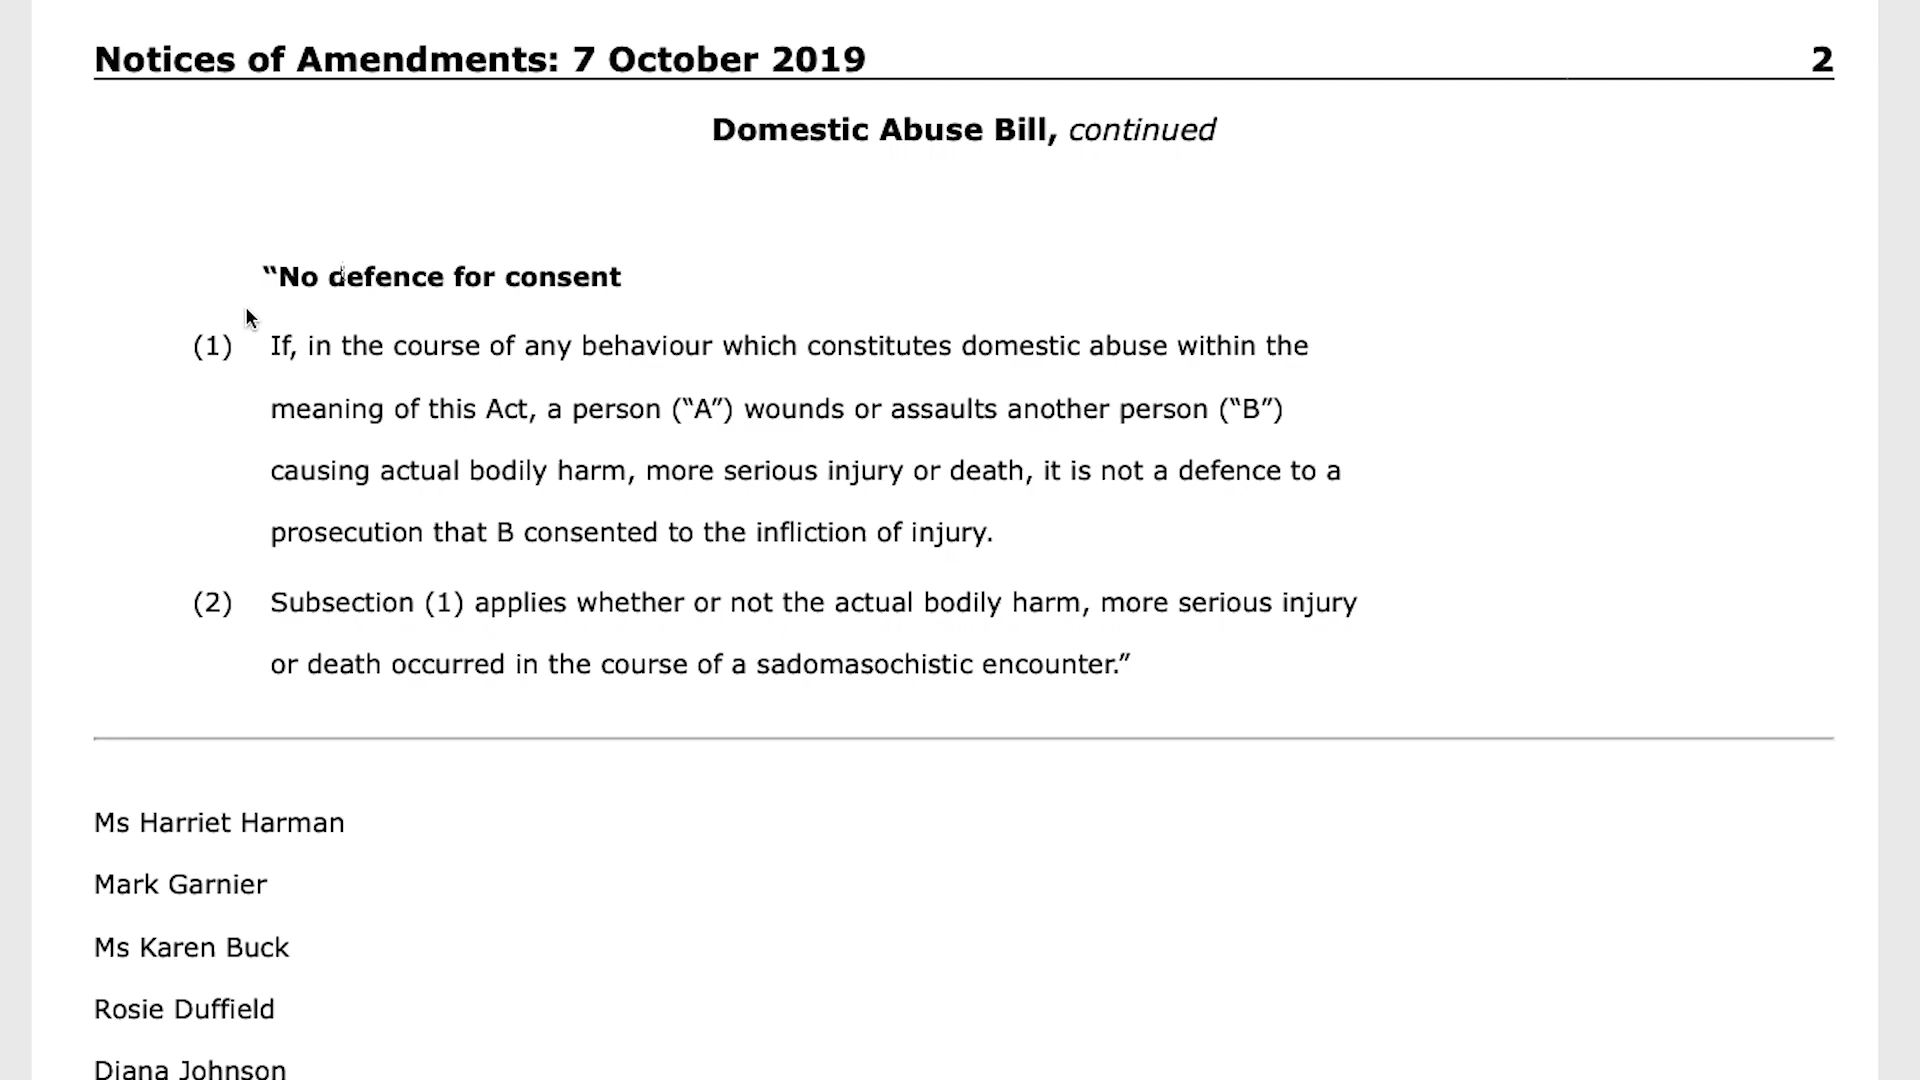 Notices of Amendments: 7 October 2019 2
Domestic Abuse Bill, continued
“No defence for consent
(1) If, in the course of any behaviour which constitutes domestic abuse within the
meaning of this Act, a person (“A”) wounds or assaults another person (“B”)
causing actual bodily harm, more serious injury or death, it is not a defence to a
prosecution that B consented to the infliction of injury.
(2) Subsection (1) applies whether or not the actual bodily harm, more serious injury
or death occurred in the course of a sadomasochistic encounter.”
Ms Harriet Harman
Mark Garnier
Ms Karen Buck
Rosie Duffield
Diana Johnson